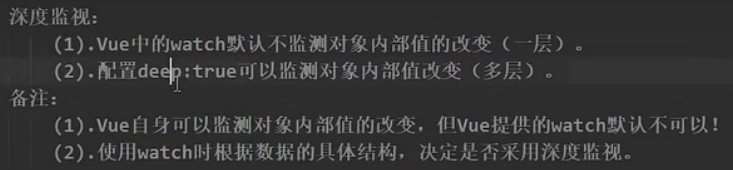 深度监视：
(1).Vue中的watch默认不监测对象内部值的改变（一层）。
(2).配置deep:true可以监测对象内部值改变（多层）。
备注：
(1).Vue自身可以监测对象内部值的改变，但Vue提供的watch默认不可以！
(2).使用watch时根据数据的具体结构，决定是否采用深度监视。